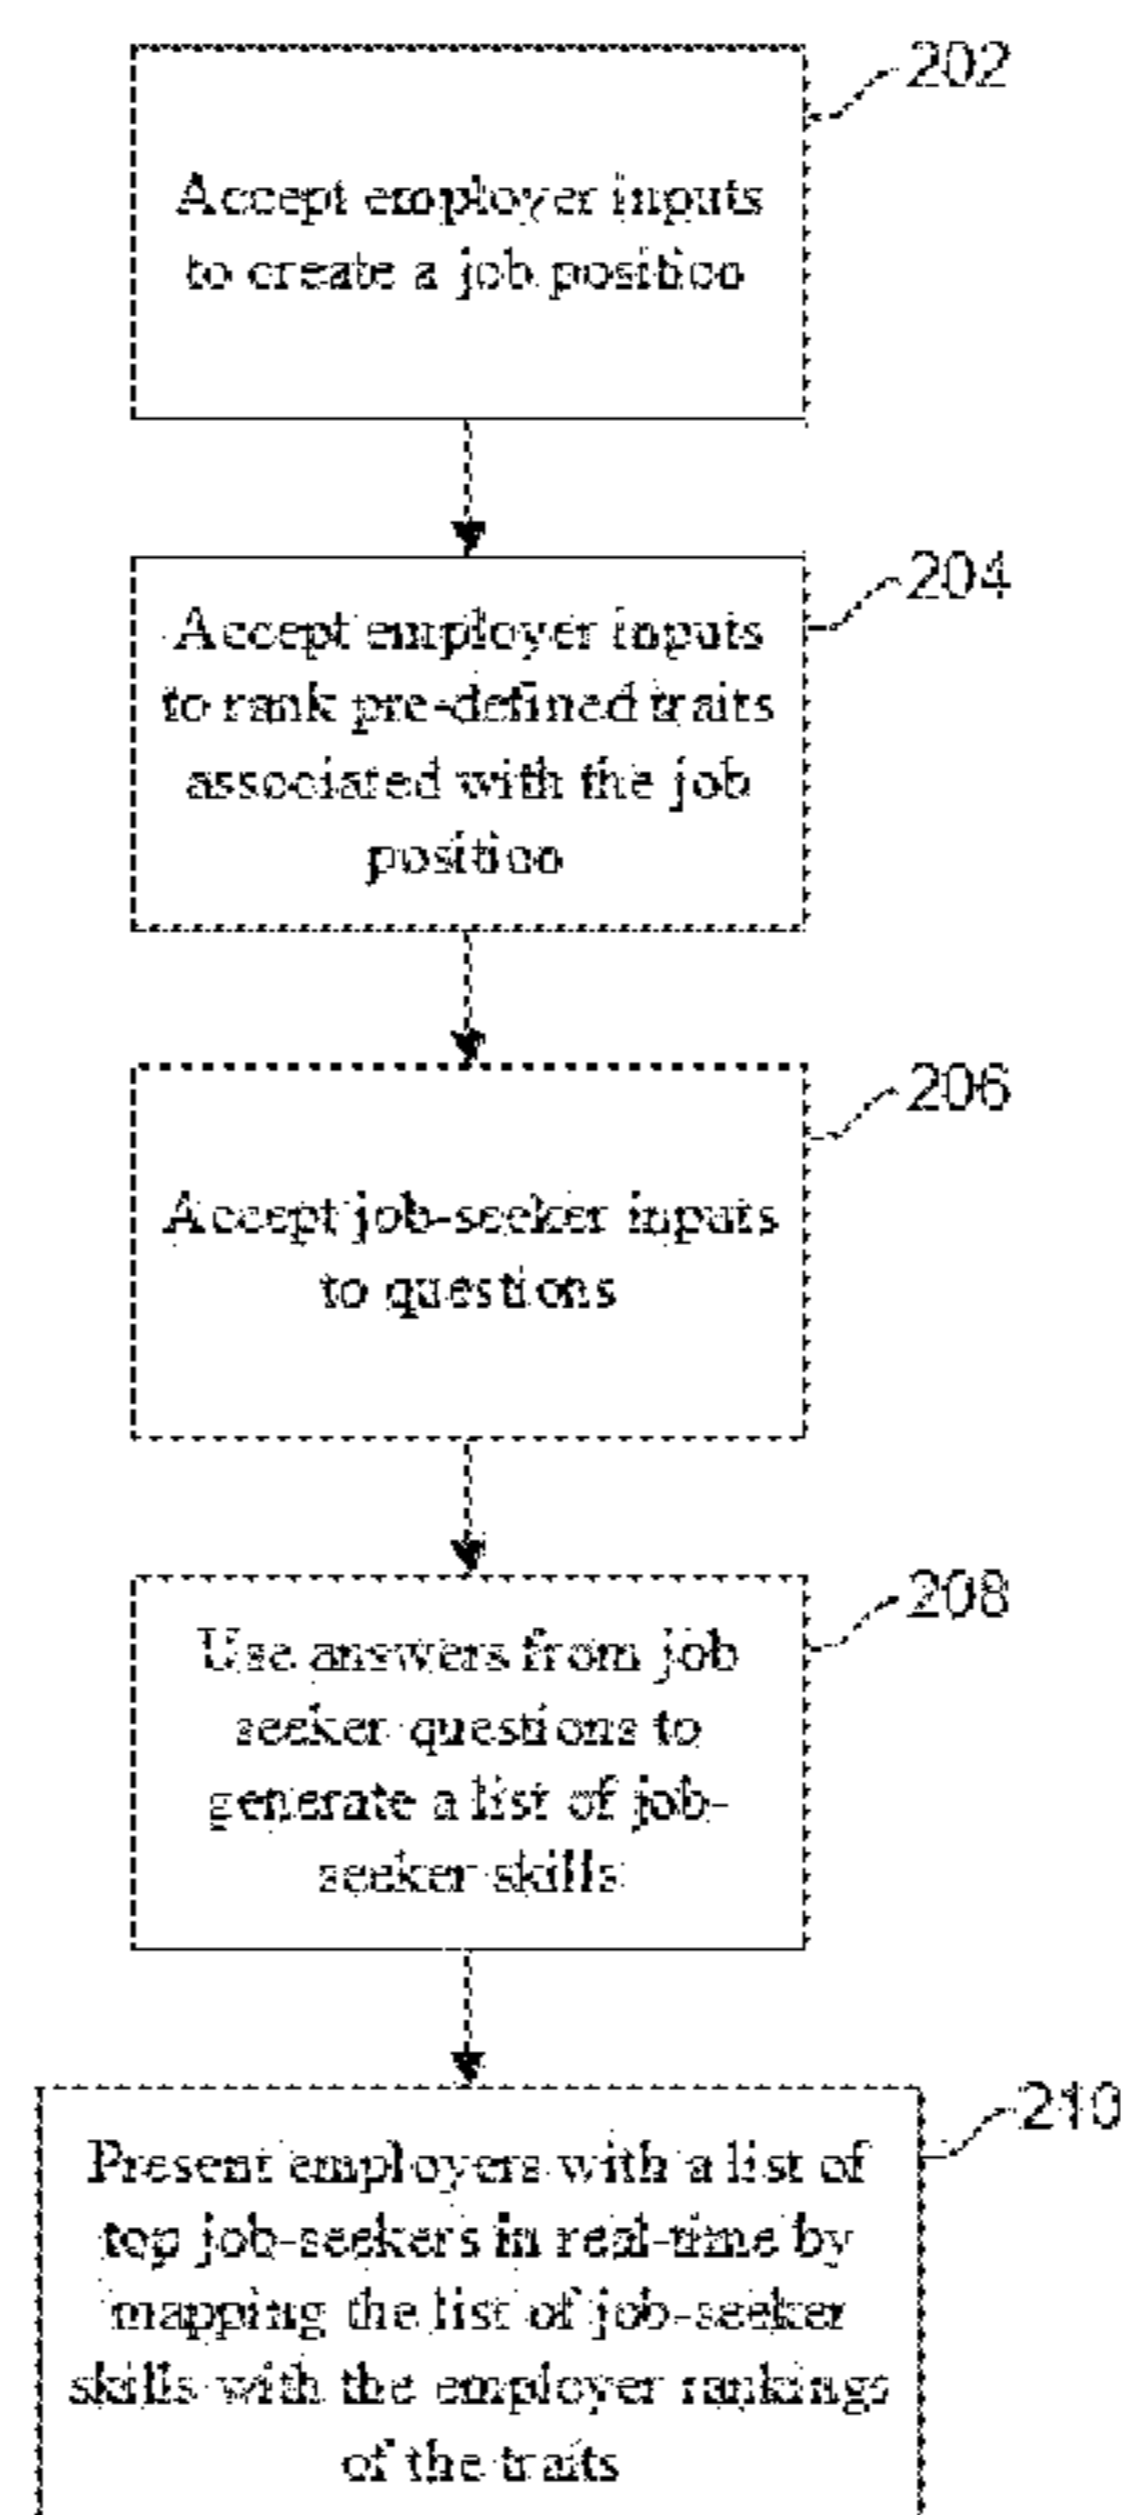 202
Accept employer inputs
to create a job position
204
Accept employer inputs
to rank pre-defined traits
associated with the job
position
206
Accept job-seeker inputs
to questions
208
Use answers from job
seeker questions to
generate a list of job-
seeker skills
210
Present employers with a list of
top job-seekers in real-time by
mapping the list of job-seeker
skills with the employer rankings
of the traits